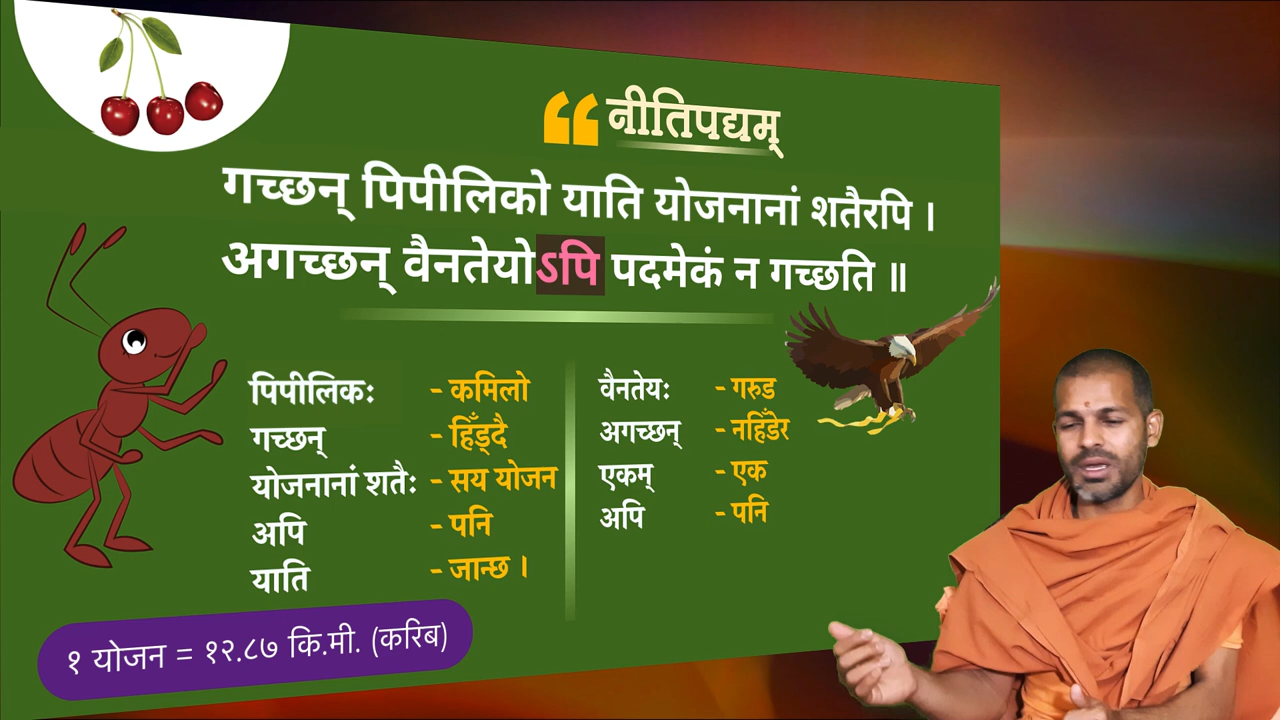 “ नीतिपद्यम्
गच्छन् पिपीलिको याति योजनानां शतैरपि ।
अगच्छन् वैनतेयोऽपि पदमेकं न गच्छति ॥
पिपीलिकः - कमिलो
गच्छन् - हिँड्दै
योजनानां शतैः - सय योजन
अपि - पनि
याति - जान्छ ।
वैनतेयः - गरुड
अगच्छन् - नहिँडेर
एकम् - एक
अपि - पनि
१ योजन = १२.८७ कि.मी. (करिब)